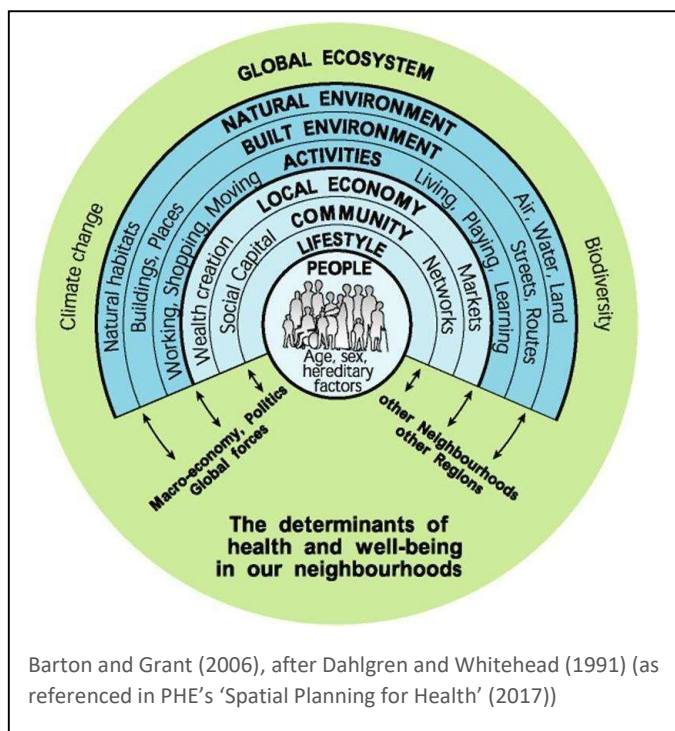 GLOBAL ECOSYSTEM
NATURAL ENVIRONMENT
BUILT ENVIRONMENT
ACTIVITIES
LOCAL ECONOMY
COMMUNITY
LIFESTYLE
PEOPLE
Age, sex,
hereditary
factors
Climate change
Natural habitats
Buildings, Places
Working, Shopping, Moving
Wealth creation
Social Capital
Living, Playing, Learning
Networks
Markets
Streets, Routes
Air, Water, Land
Biodiversity
Macro-economy, Politics
Global forces
other Neighbourhoods
other Regions
The determinants of
health and well-being
in our neighbourhoods
Barton and Grant (2006), after Dahlgren and Whitehead (1991) (as
referenced in PHE’s ‘Spatial Planning for Health’ (2017))